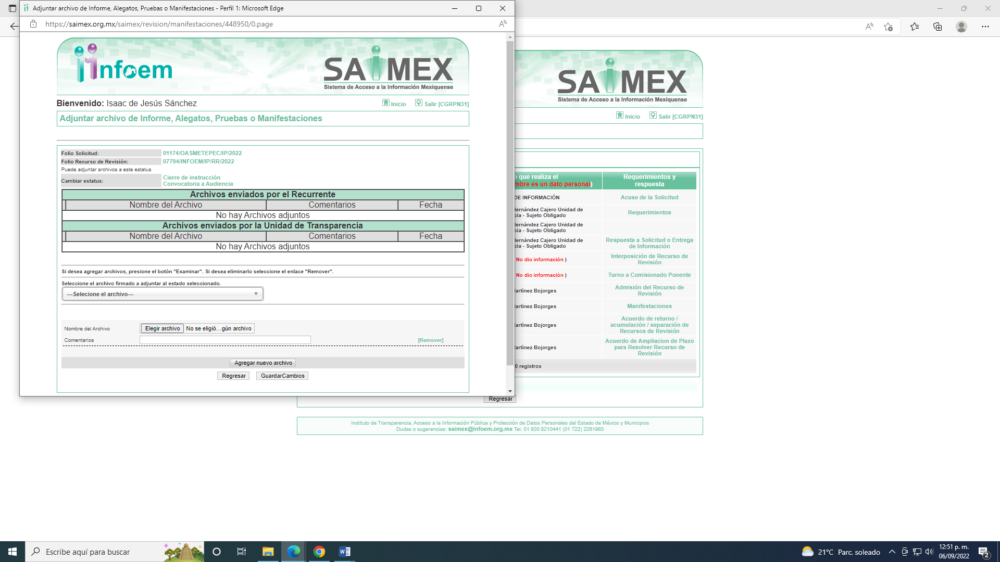 Adjuntar archivo de Informe, Alegatos, Pruebas o Manifestaciones - Perfil 1: Microsoft Edge
https://saimex.org.mx/saimex/revision/manifestaciones/448950/0.page
infoem
SAIMEX
Sistema de Acceso a la Información Mexiquense
Bienvenido: Isaac de Jesús Sánchez
Inicio Salir [CGRPN31]
Adjuntar archivo de Informe, Alegatos, Pruebas o Manifestaciones
Folio Solicitud: 01174/OASMETEPEC/IP/2022
Folio Recurso de Revisión: 07794/INFOEM/IP/RR/2022
Puede adjuntar archivos a este estatus
Cambiar estatus: Cierre de instrucción
Convocatoria a Audiencia
Archivos enviados por el Recurrente
Nombre del Archivo Comentarios Fecha
No hay Archivos adjuntos
Archivos enviados por la Unidad de Transparencia
Nombre del Archivo Comentarios Fecha
No hay Archivos adjuntos
Si desea agregar archivos, presione el botón "Examinar". Si desea eliminarlo seleccione el enlace "Remover".
Seleccione el archivo firmado a adjuntar al estado seleccionado.
---Selecione el archivo---
Nombre del Archivo Elegir archivo No se eligió...gún archivo
Comentarios [Remover]
Agregar nuevo archivo
Regresar GuardarCambios
SAIMEX
Sistema de Acceso a la Información Mexiquense
Inicio Salir [CGRPN31]
o que realiza el
mbre es un dato personal)
Requerimientos y
respuesta
DE INFORMACIÓN Acuse de la Solicitud
Hernàndez Cajero Unidad de
cia - Sujeto Obligado
Requerimientos
Hernàndez Cajero Unidad de
cia - Sujeto Obligado
Hernàndez Cajero Unidad de
cia - Sujeto Obligado
Respuesta a Solicitud o Entrega
de Información
No dio información )
Interposición de Recurso de
Revisión
No dio información ) Turno a Comisionado Ponente
Martínez Bojorges
Admisión del Recurso de
Revisión
Martínez Bojorges Manifestaciones
Martínez Bojorges
Acuerdo de returno /
acumulación / separación de
Recursos de Revisión
Martínez Bojorges
Acuerdo de Ampliacion de Plazo
para Resolver Recurso de
Revisión
0 registros
Regresar
Instituto de Transparencia, Acceso a la Información Pública y Protección de Datos Personales del Estado de México y Municipios
Dudas o sugerencias: saimex@infoem.org.mx Tel. 01 800 8210441 (01 722) 2261980
Escribe aquí para buscar
21°C Parc. soleado
12:51 p. m.
06/09/2022
2